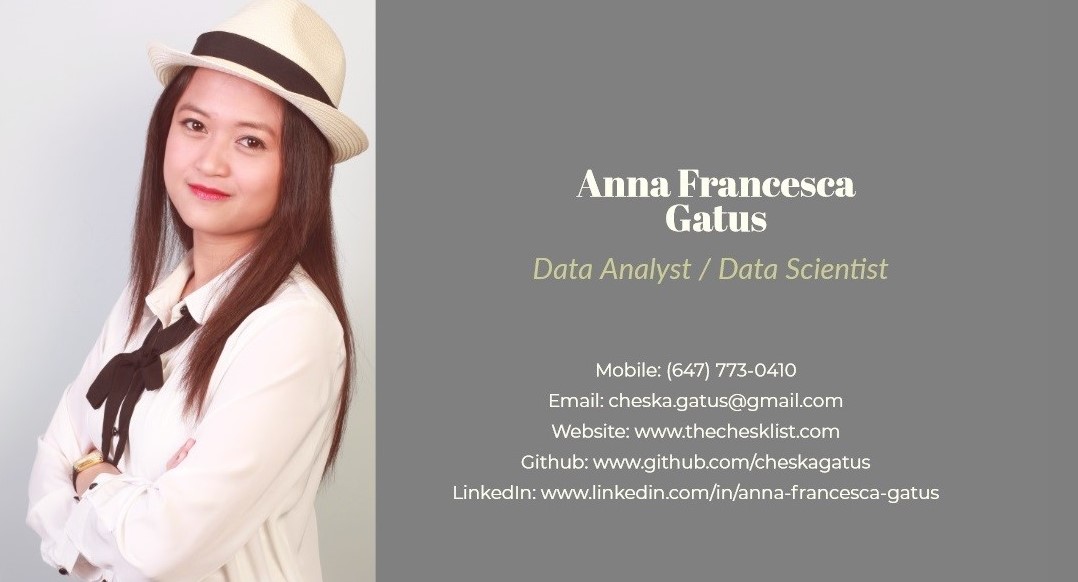 Anna Francesca
Gatus
Data Analyst / Data Scientist
Mobile: (647) 773-0410
Email: cheska.gatus@gmail.com
Website: www.thechesklist.com
Github: www.github.com/cheskagatus
LinkedIn: www.linkedin.com/in/anna-francesca-gatus